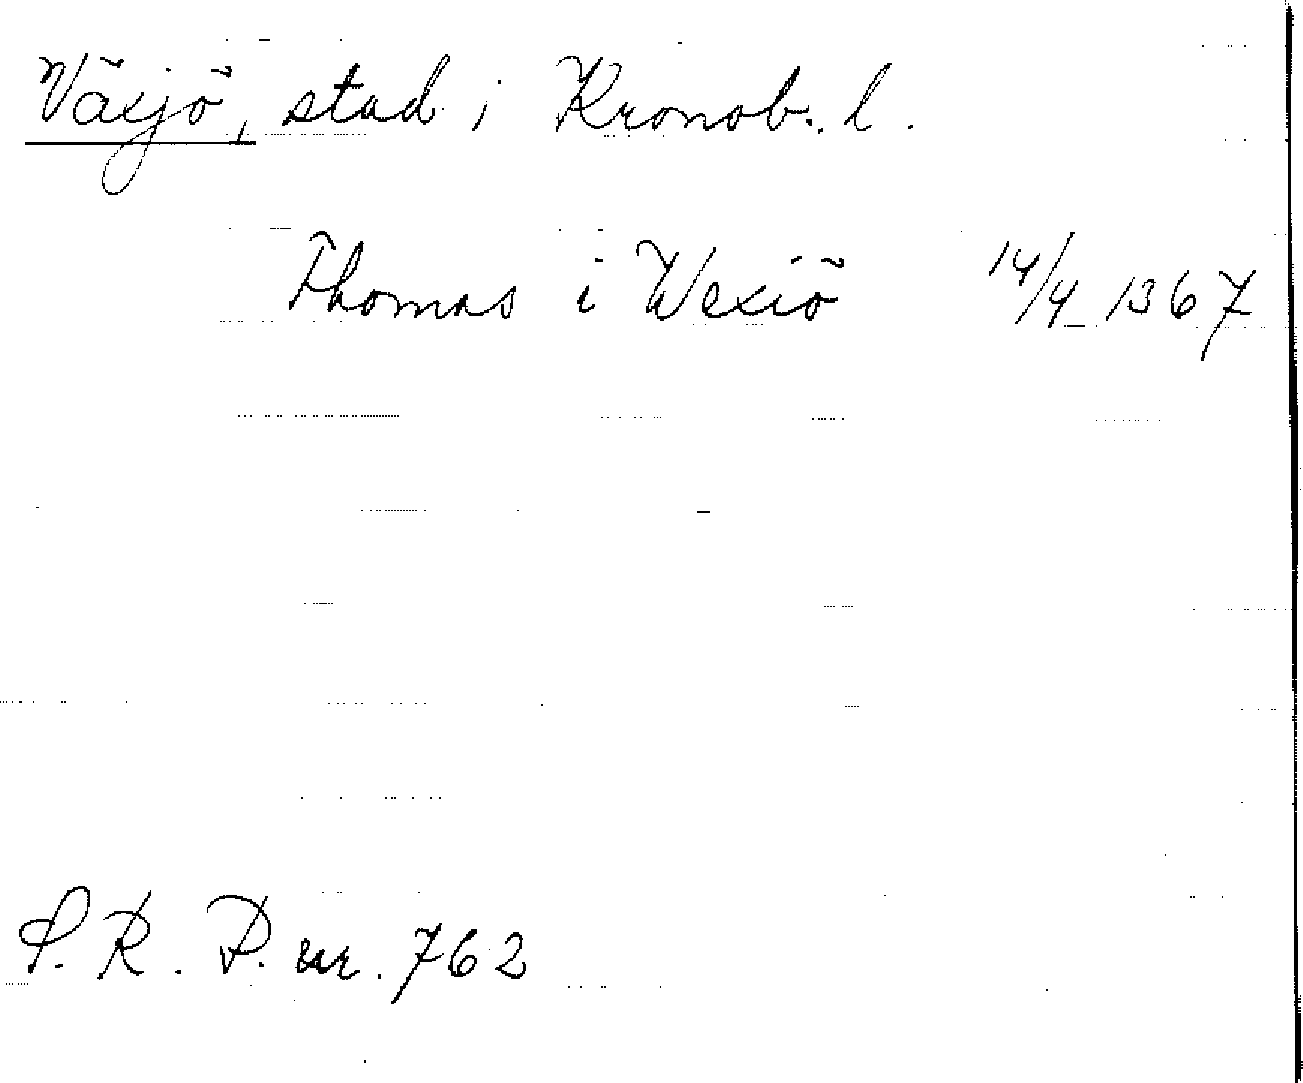 Växjö, stad i Kronob. l.
Thomas i Wexiö 14/4 1367
S. R. P. nr. 762